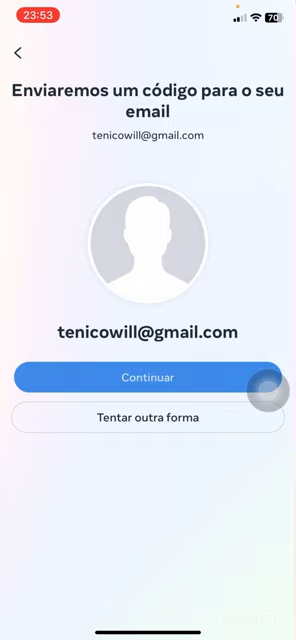 23:53
70
Enviaremos um código para o seu
email
tenicowill@gmail.com
tenicowill@gmail.com
Continuar
Tentar outra forma